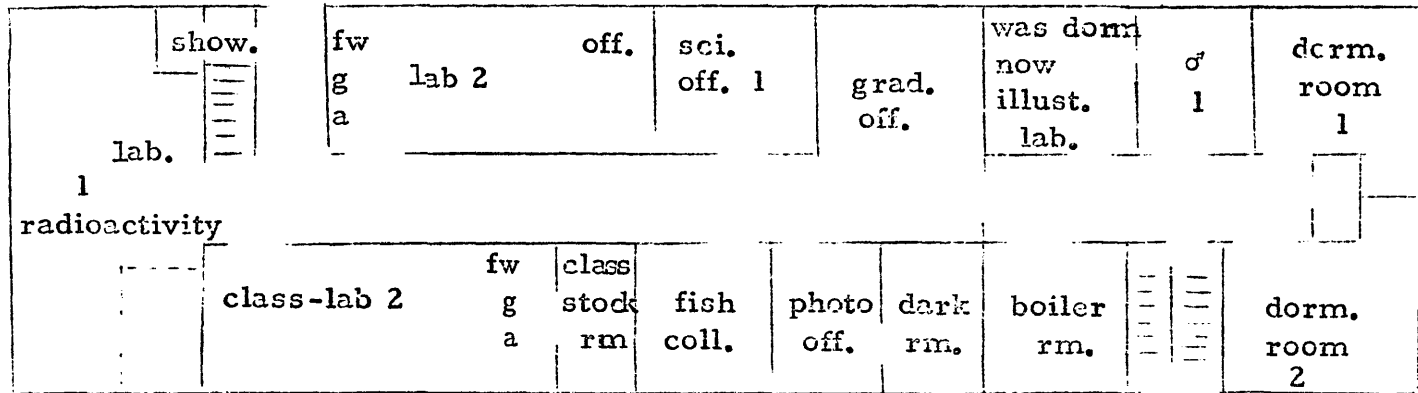 show.
fw
g
a
lab 2
off.
sci.
off. 1
grad.
off.
was dorm
now
illust.
lab.
♂
1
dorm.
room
1
lab.
1
radioactivity
class-lab 2
fw
g
a
class
stock
rm
fish
coll.
photo
off.
dark
rm.
boiler
rm.
dorm.
room
2